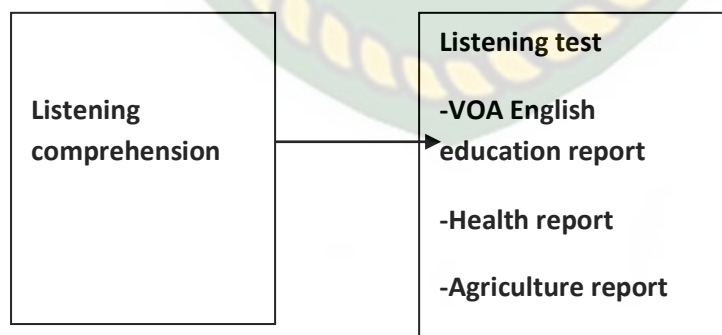 Listening
comprehension
Listening test
-VOA English
education report
-Health report
-Agriculture report